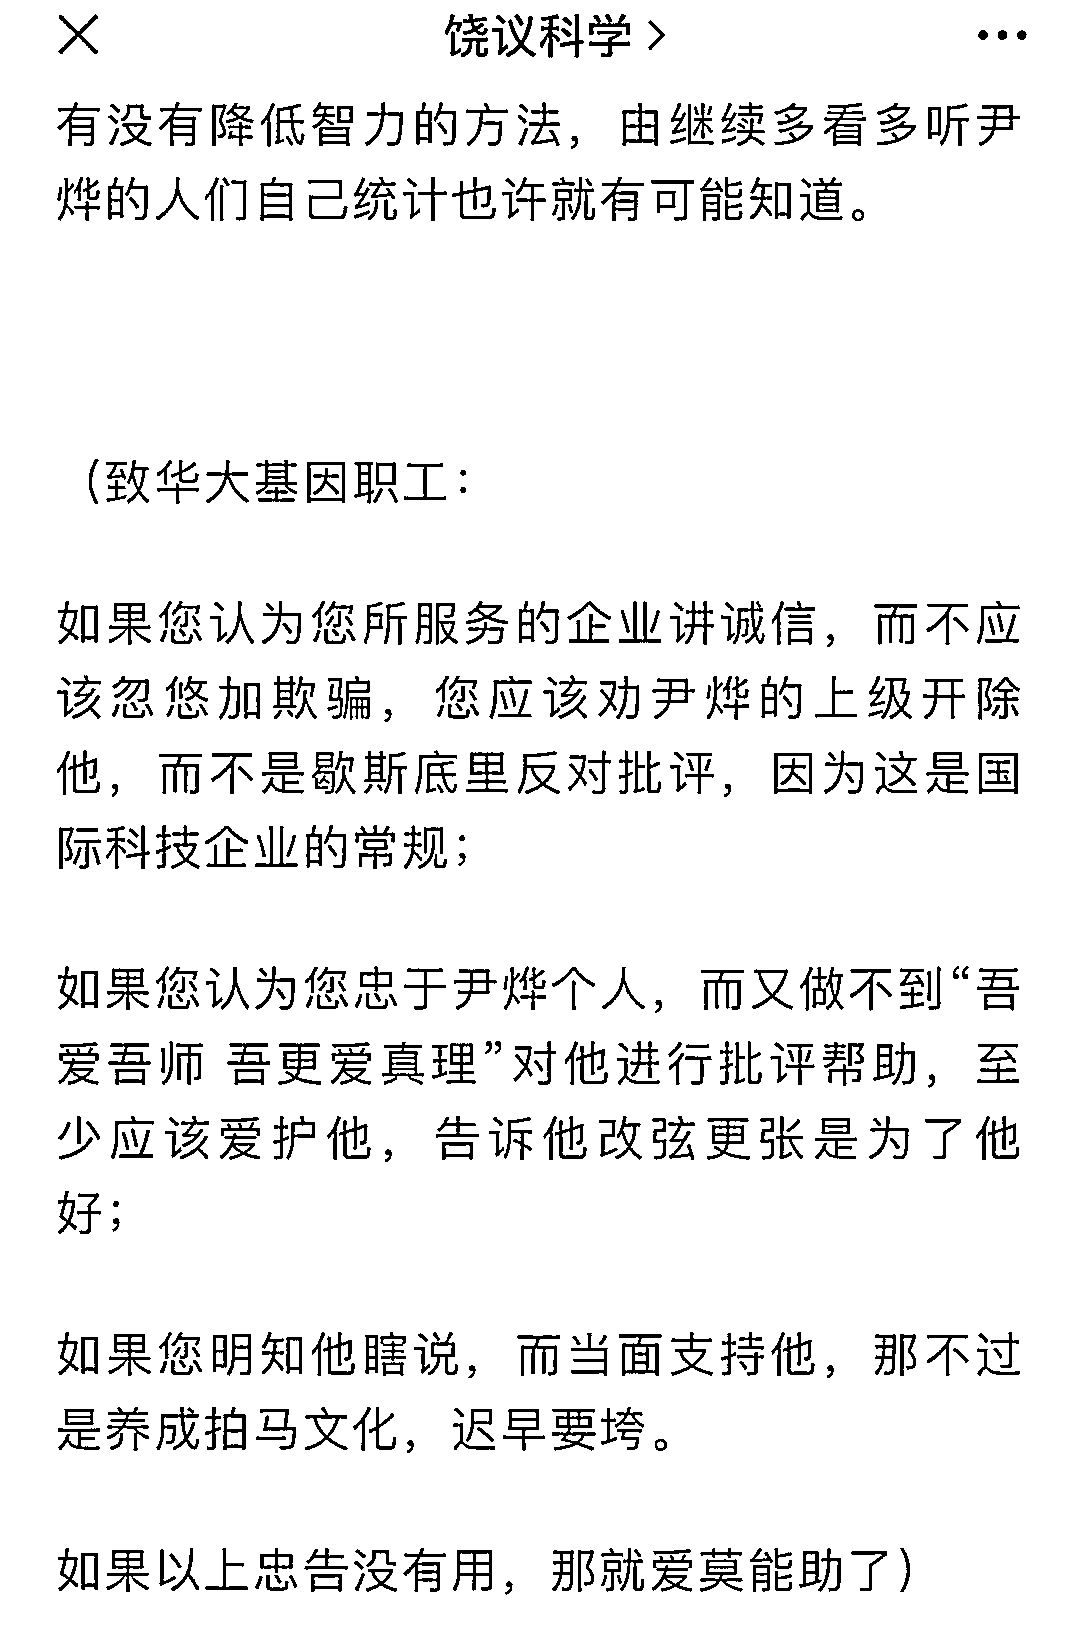 饶议科学
有没有降低智力的方法，由继续多看多听尹
烨的人们自己统计也许就有可能知道。
（致华大基因职工：
如果您认为您所服务的企业讲诚信，而不应
该忽悠加欺骗，您应该劝尹烨的上级开除
他，而不是歇斯底里反对批评，因为这是国
际科技企业的常规；
如果您认为您忠于尹烨个人，而又做不到“吾
爱吾师 吾更爱真理”对他进行批评帮助，至
少应该爱护他，告诉他改弦更张是为了他
好；
如果您明知他瞎说，而当面支持他，那不过
是养成拍马文化，迟早要垮。
如果以上忠告没有用，那就爱莫能助了）